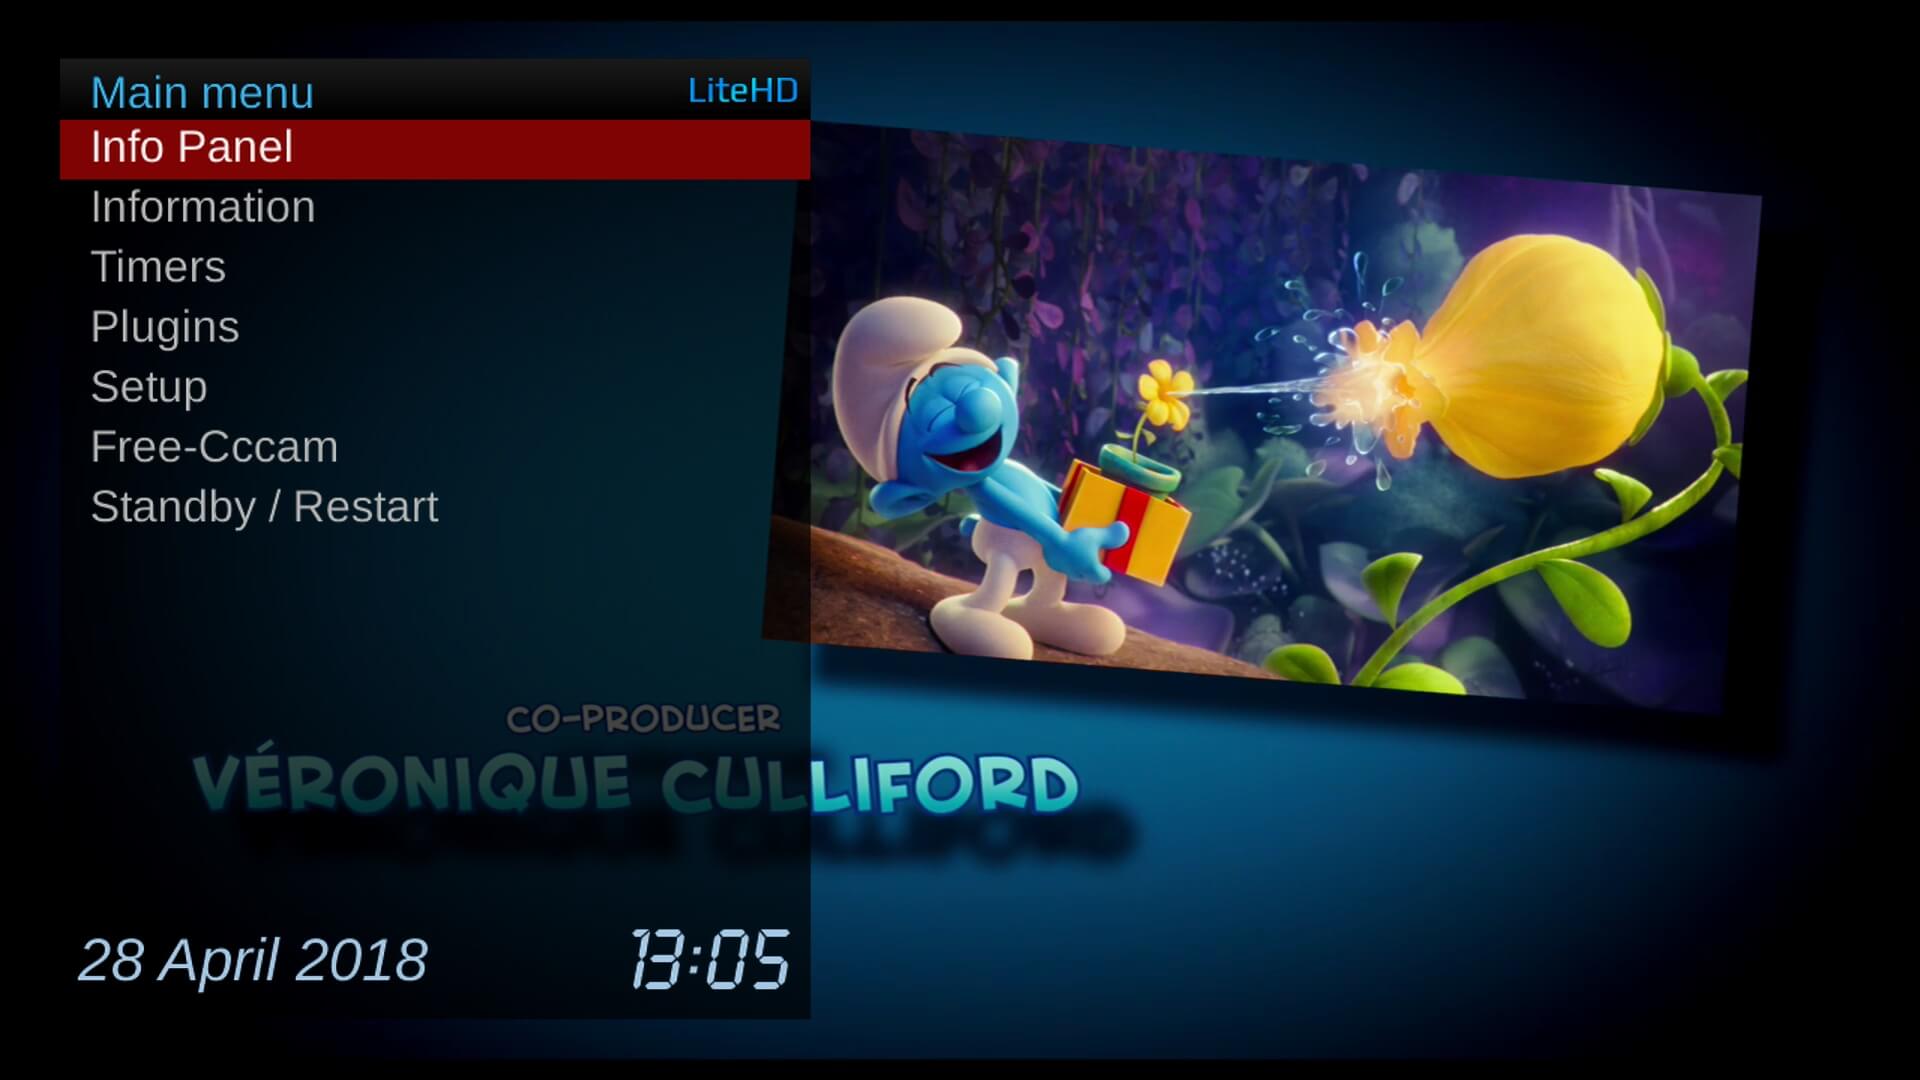 Main menu LiteHD
Info Panel
Information
Timers
Plugins
Setup
Free-Cccam
Standby / Restart
CO-PRODUCER
VÉRONIQUE CULLIFORD
28 April 2018 13:05